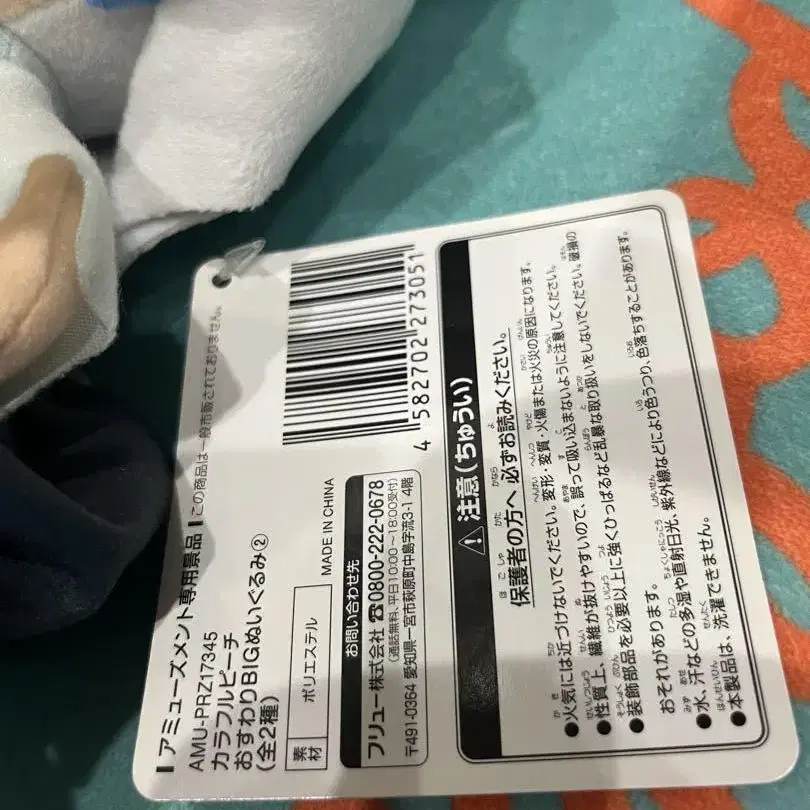 アミューズメント専用景品 この商品は一般市販されておりません。
AMU-PRZ17345
カラフルピーチ
おすわりBIGぬいぐるみ②
(全2種)
素材 ポリエステル
MADE IN CHINA
4 582702 273051
お問い合わせ先
フリュー株式会社 ☎0800-222-0678
(通話無料、平日10:00〜18:00受付)
〒491-0364 愛知県一宮市萩原町中島字流3-1 4階
⚠ 注意(ちゅうい)
保護者の方へ 必ずお読みください。
●火気には近づけないでください。変形・変質・火傷または火災の原因になります。
●性質上、繊維が抜けやすいので、誤って吸い込まないように注意してください。
●装飾部品を必要以上に強くひっぱるなど乱暴な取り扱いをしないでください。破損の
おそれがあります。
●水、汗などの多湿や直射日光、紫外線などにより色うつり、色落ちすることがあります。
●本製品は、洗濯できません。